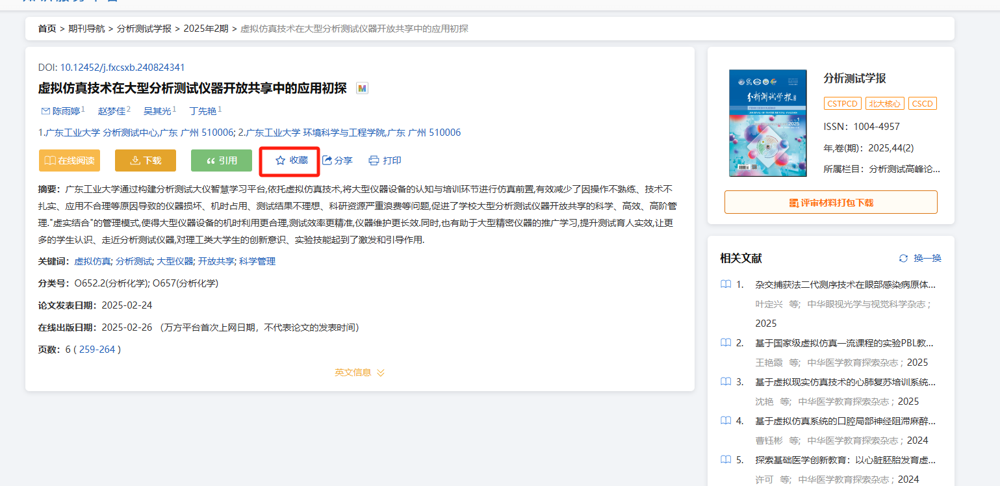 首页 > 期刊导航 > 分析测试学报 > 2025年2期 > 虚拟仿真技术在大型分析测试仪器开放共享中的应用初探
DOI: 10.12452/j.fxcsxb.240824341
虚拟仿真技术在大型分析测试仪器开放共享中的应用初探 M
陈雨婷1 赵梦佳2 吴其光1 丁先艳1
1.广东工业大学 分析测试中心,广东 广州 510006; 2.广东工业大学 环境科学与工程学院,广东 广州 510006
在线阅读 下载 引用 收藏 分享 打印
摘要：广东工业大学通过构建分析测试大仪智慧学习平台,依托虚拟仿真技术,将大型仪器设备的认知与培训环节进行仿真前置,有效减少了因操作不熟练、技术不
扎实、应用不合理等原因导致的仪器损坏、机时占用、测试结果不理想、科研资源严重浪费等问题,促进了学校大型分析测试仪器开放共享的科学、高效、高阶管
理."虚实结合"的管理模式,使得大型仪器设备的机时利用更合理,测试效率更精准,仪器维护更长效.同时,也有助于大型精密仪器的推广学习,提升测试育人实效,让更
多的学生认识、走近分析测试仪器,对理工类大学生的创新意识、实验技能起到了激发和引导作用.
关键词：虚拟仿真; 分析测试; 大型仪器; 开放共享; 科学管理
分类号：O652.2(分析化学); O657(分析化学)
论文发表日期：2025-02-24
在线出版日期：2025-02-26 （万方平台首次上网日期，不代表论文的发表时间）
页数：6 ( 259-264 )
英文信息
分析测试学报
JOURNAL OF INSTRUMENTAL ANALYSIS
2025
分析测试学报
CSTPCD 北大核心 CSCD
ISSN：1004-4957
年,卷(期)：2025,44(2)
所属栏目：分析测试高峰论...
评审材料打包下载
相关文献 换一换
1. 杂交捕获法二代测序技术在眼部感染病原体...
叶定兴 等; 中华眼视光学与视觉科学杂志 ;
2025
2. 基于国家级虚拟仿真一流课程的实验PBL教...
王艳霞 等; 中华医学教育探索杂志 ; 2025
3. 基于虚拟现实仿真技术的心肺复苏培训系统...
沈艳 等; 中华医学教育探索杂志 ; 2025
4. 基于虚拟仿真系统的口腔局部神经阻滞麻醉...
曹钰彬 等; 中华医学教育探索杂志 ; 2024
5. 探索基础医学创新教育：以心脏胚胎发育虚...
许可 等; 中华医学教育探索杂志 ; 2024